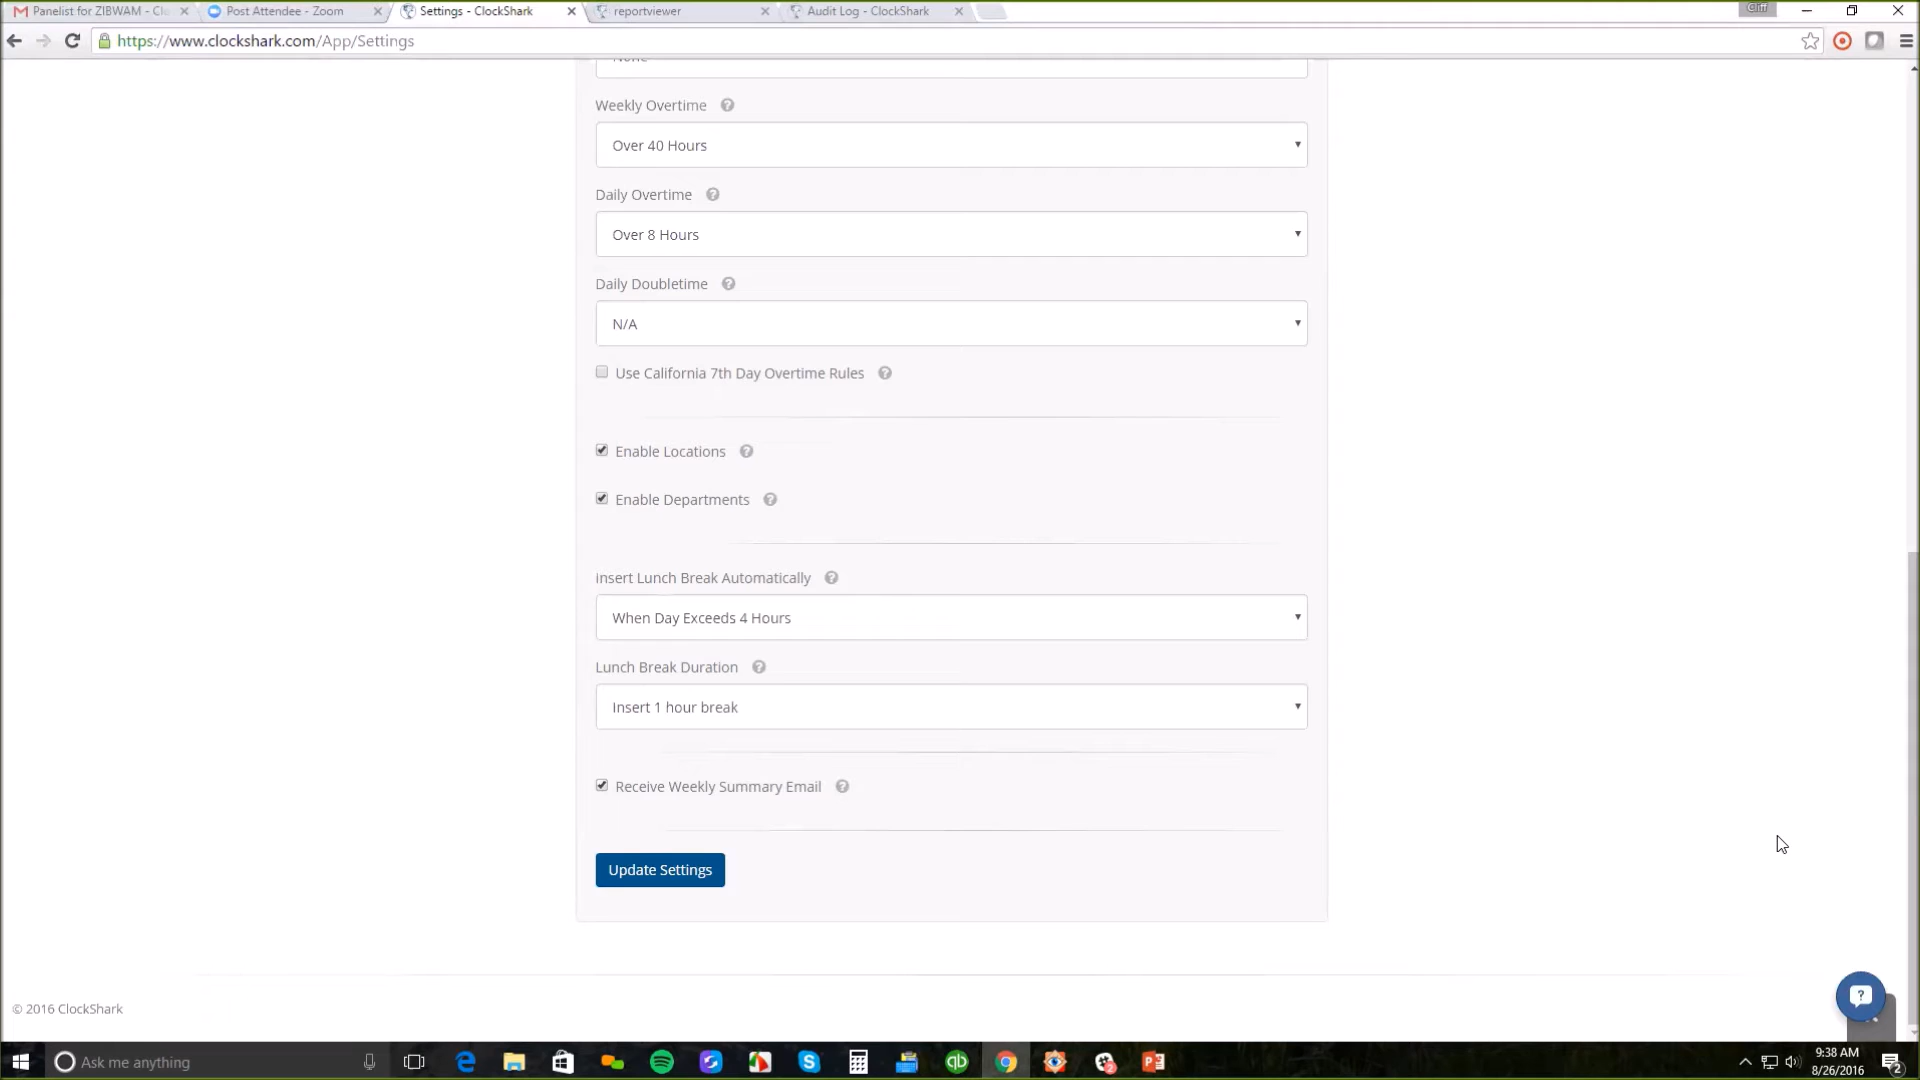 Panelist for ZIBWAM - Cl
Post Attendee - Zoom
Settings - ClockShark
reportviewer
Audit Log - ClockShark
Cliff
https://www.clockshark.com/App/Settings
None
Weekly Overtime
Over 40 Hours
Daily Overtime
Over 8 Hours
Daily Doubletime
N/A
Use California 7th Day Overtime Rules
Enable Locations
Enable Departments
Insert Lunch Break Automatically
When Day Exceeds 4 Hours
Lunch Break Duration
Insert 1 hour break
Receive Weekly Summary Email
Update Settings
© 2016 ClockShark
Ask me anything
9:38 AM
8/26/2016
2